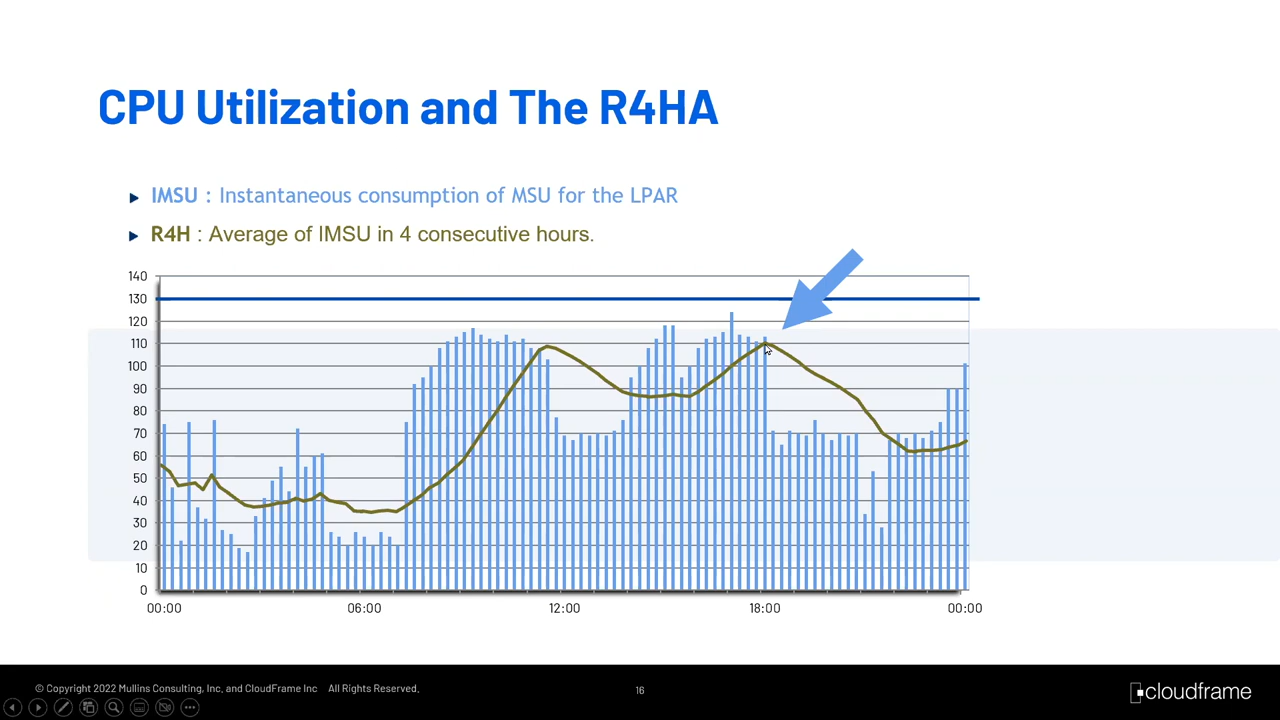 CPU Utilization and The R4HA
IMSU : Instantaneous consumption of MSU for the LPAR
R4H : Average of IMSU in 4 consecutive hours.
140
130
120
110
100
90
80
70
60
50
40
30
20
10
0
00:00 06:00 12:00 18:00 00:00
© Copyright 2022 Mullins Consulting, Inc. and CloudFrame Inc All Rights Reserved.
16
cloudframe